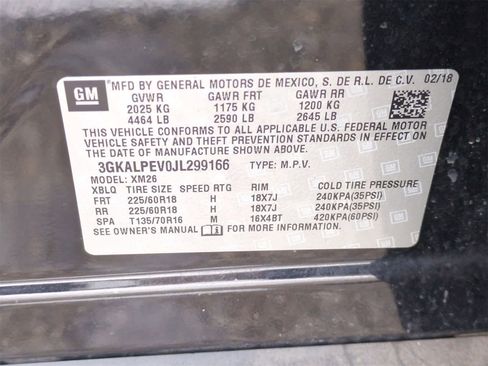 GM
*MFD BY GENERAL MOTORS DE MEXICO, S. DE R.L. DE C.V. 02/18
GVWR GAWR FRT GAWR RR
2025 KG 1175 KG 1200 KG
4464 LB 2590 LB 2645 LB
THIS VEHICLE CONFORMS TO ALL APPLICABLE U.S. FEDERAL MOTOR
VEHICLE SAFETY AND THEFT PREVENTION STANDARDS IN EFFECT
ON THE DATE OF MANUFACTURE SHOWN ABOVE.
3GKALPEV0JL299166 TYPE: M.P.V.
MODEL: XM26
XBLQ TIRE SIZE SPEED RTG RIM COLD TIRE PRESSURE
FRT 225/60R18 H 18X7J 240KPA(35PSI)
RR 225/60R18 H 18X7J 240KPA(35PSI)
SPA T135/70R16 M 16X4BT 420KPA(60PSI)
SEE OWNER'S MANUAL FOR MORE INFORMATION.